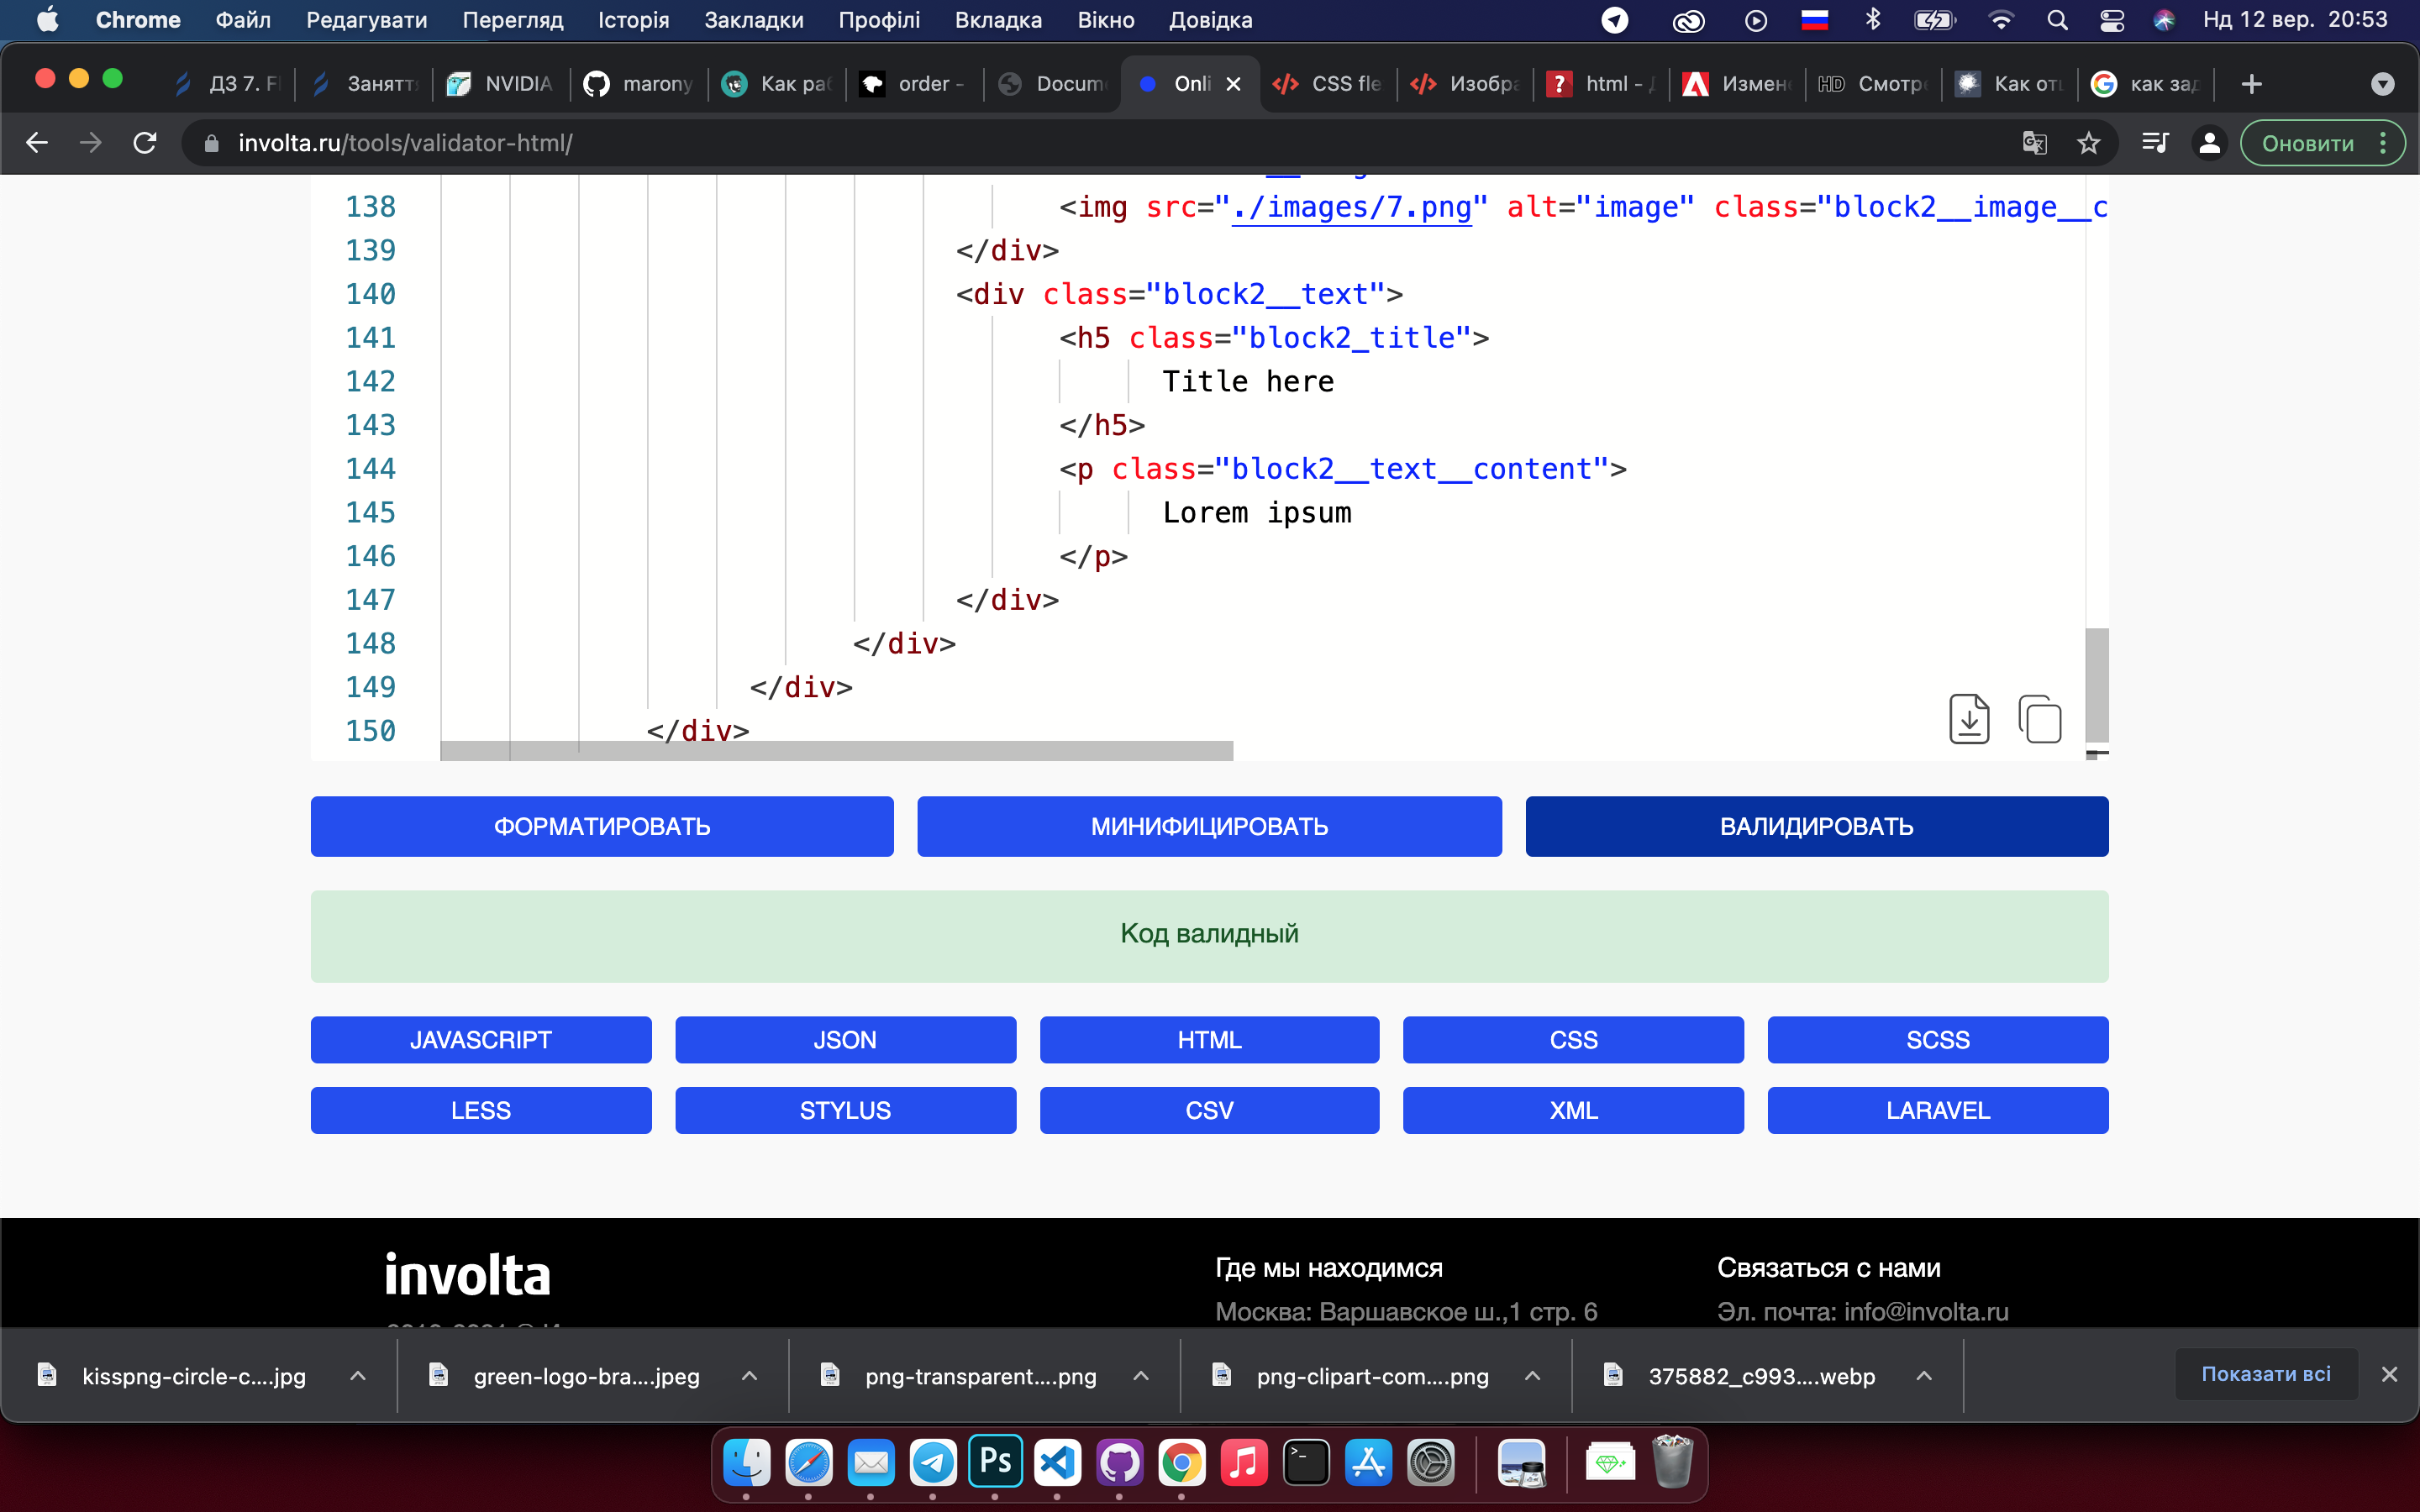 Chrome Файл Редагувати Перегляд Історія Закладки Профілі Вкладка Вікно Довідка Нд 12 вер. 20:53
ДЗ 7. Fl Занятт NVIDIA marony Как раб order - Docum Onli CSS fle Изобра html - Д Измен Смотре Как от как зад
involta.ru/tools/validator-html/ Оновити
138 <img src="./images/7.png" alt="image" class="block2__image__c
139 </div>
140 <div class="block2__text">
141 <h5 class="block2_title">
142 Title here
143 </h5>
144 <p class="block2__text__content">
145 Lorem ipsum
146 </p>
147 </div>
148 </div>
149 </div>
150 </div>
ФОРМАТИРОВАТЬ МИНИФИЦИРОВАТЬ ВАЛИДИРОВАТЬ
Код валидный
JAVASCRIPT JSON HTML CSS SCSS
LESS STYLUS CSV XML LARAVEL
involta Где мы находимся Связаться с нами
Москва: Варшавское ш.,1 стр. 6 Эл. почта: info@involta.ru
kisspng-circle-c....jpg green-logo-bra....jpeg png-transparent....png png-clipart-com....png 375882_c993....webp Показати всі
Ps